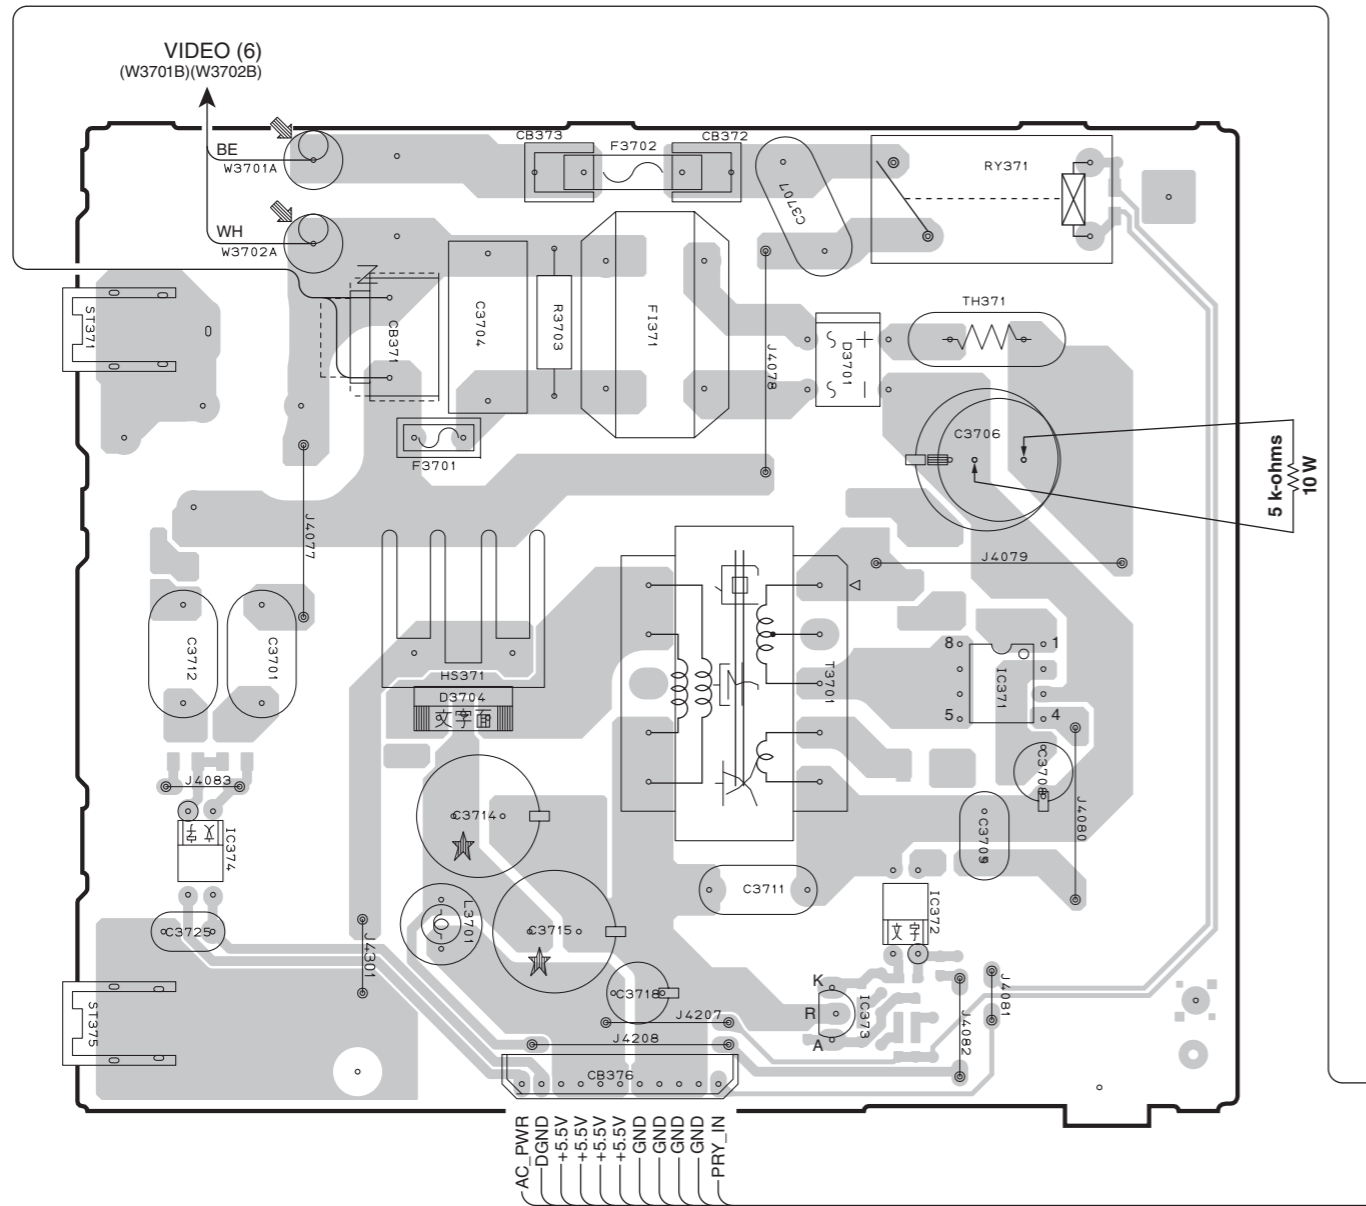 VIDEO (6)
(W3701B)(W3702B)
BE
W3701A
WH
W3702A
CB373
F3702
CB372
C3707
RY371
ST371
N
CB371
C3704
R3703
FI371
J4078
D3701
TH371
C3706
5 k-ohms
10 W
F3701
J4077
J4079
C3712
C3701
HS371
D3704
文字面
T3701
8
1
IC371
5
4
C3708
J4083
文字
IC374
C3714
C3705
J4080
C3711
L3701
C3715
IC372
文字
C3725
J4301
C3718
K
R
A
IC373
J4081
J4082
J4207
J4208
ST375
CB376
AC_PWR
DGND
+5.5V
+5.5V
+5.5V
+5.5V
GND
GND
GND
GND
PRY_IN